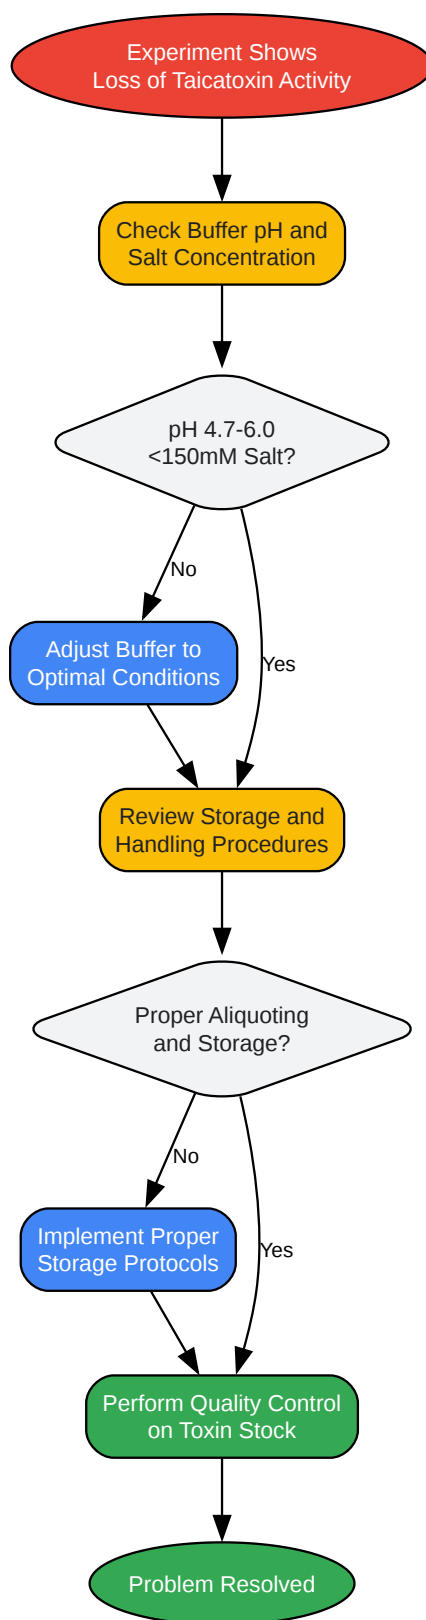 Experiment Shows
Loss of Taicatoxin Activity
Check Buffer pH and
Salt Concentration
pH 4.7-6.0
<150mM Salt?
No
Adjust Buffer to
Optimal Conditions
Yes
Review Storage and
Handling Procedures
Proper Aliquoting
and Storage?
No
Implement Proper
Storage Protocols
Yes
Perform Quality Control
on Toxin Stock
Problem Resolved